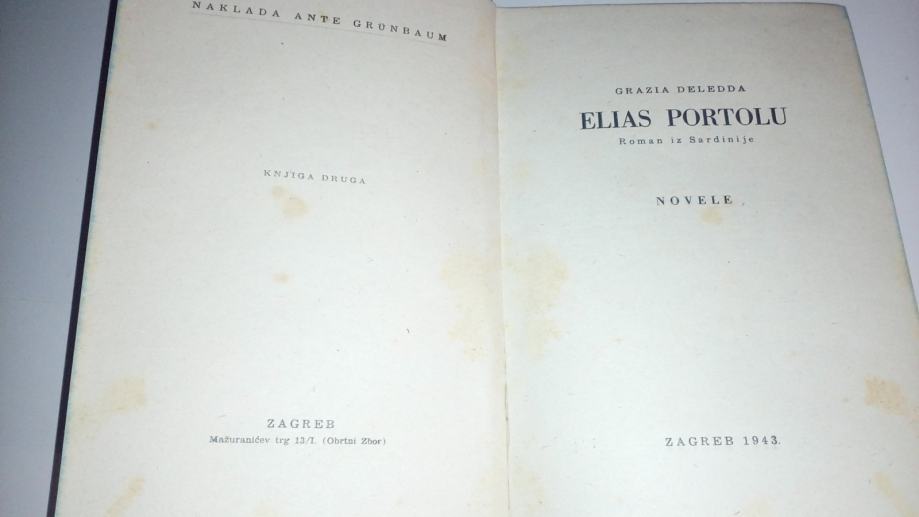 NAKLADA ANTE GRÜNBAUM
KNJIGA DRUGA
ZAGREB
Mažuranićev trg 13/I. (Obrtni Zbor)
GRAZIA DELEDDA
ELIAS PORTOLU
Roman iz Sardinije
NOVELE
ZAGREB 1943.